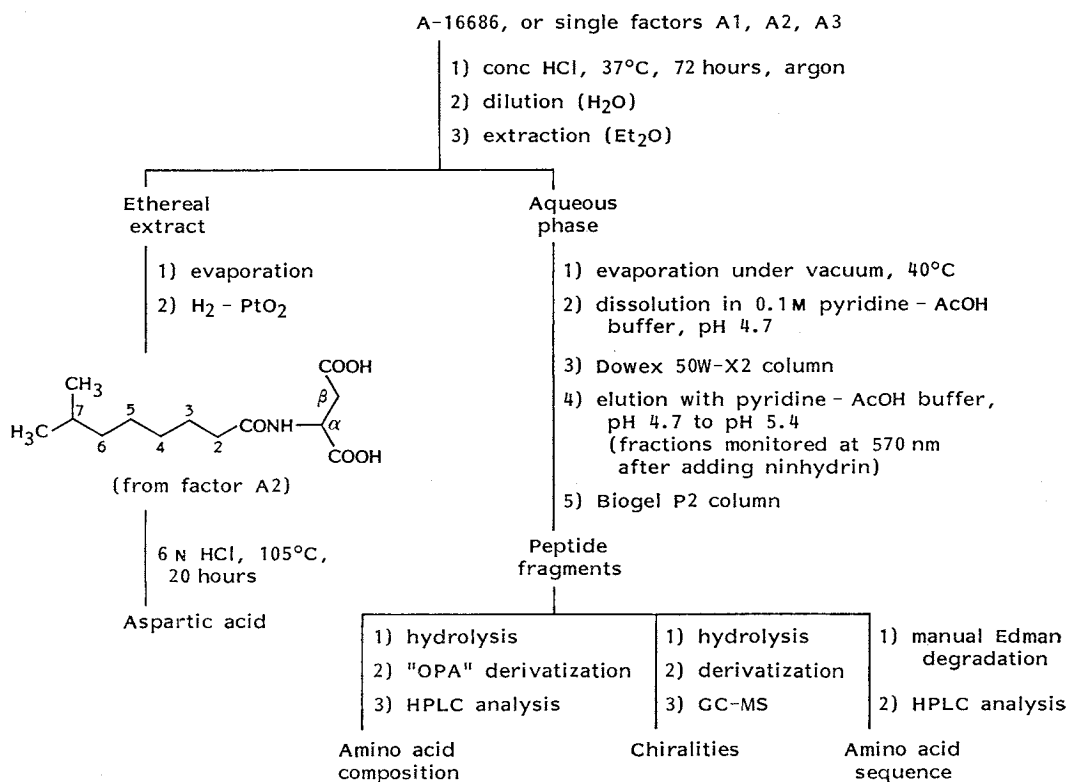 A-16686, or single factors A1, A2, A3
1) conc HCl, 37°C, 72 hours, argon
2) dilution (H2O)
3) extraction (Et2O)
Ethereal
extract
1) evaporation
2) H2 - PtO2
COOH
β
CH3
7
5
3
CONH
α
H3C
6
4
2
COOH
(from factor A2)
6 N HCl, 105°C,
20 hours
Aspartic acid
Aqueous
phase
1) evaporation under vacuum, 40°C
2) dissolution in 0.1M pyridine - AcOH
buffer, pH 4.7
3) Dowex 50W-X2 column
4) elution with pyridine - AcOH buffer,
pH 4.7 to pH 5.4
(fractions monitored at 570 nm
after adding ninhydrin)
5) Biogel P2 column
Peptide
fragments
1) hydrolysis
2) "OPA" derivatization
3) HPLC analysis
Amino acid
composition
1) hydrolysis
2) derivatization
3) GC-MS
Chiralities
1) manual Edman
degradation
2) HPLC analysis
Amino acid
sequence